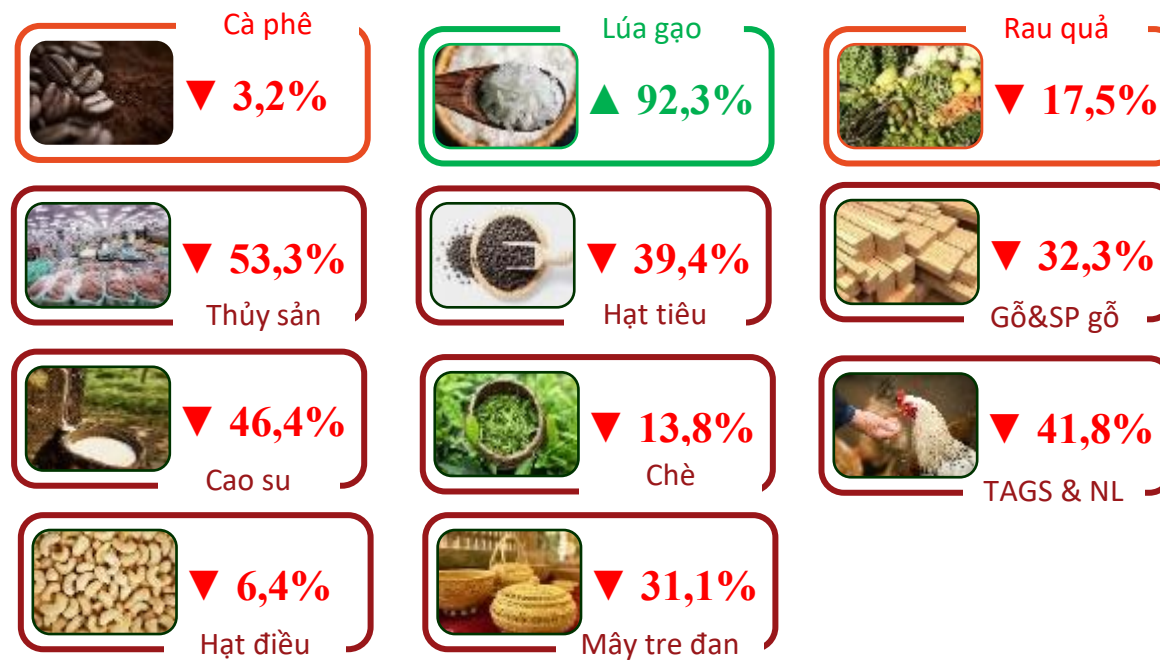 Cà phê
▼ 3,2%
Lúa gạo
▲ 92,3%
Rau quả
▼ 17,5%
▼ 53,3%
Thủy sản
▼ 39,4%
Hạt tiêu
▼ 32,3%
Gỗ&SP gỗ
▼ 46,4%
Cao su
▼ 13,8%
Chè
▼ 41,8%
TAGS & NL
▼ 6,4%
Hạt điều
▼ 31,1%
Mây tre đan